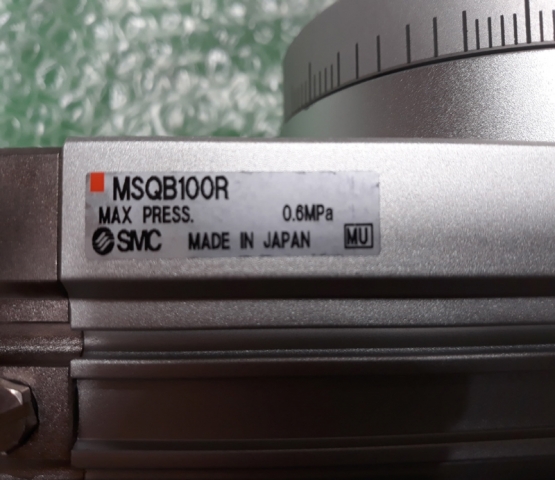 MSQB100R
MAX PRESS. 0.6MPa
SMC MADE IN JAPAN MU